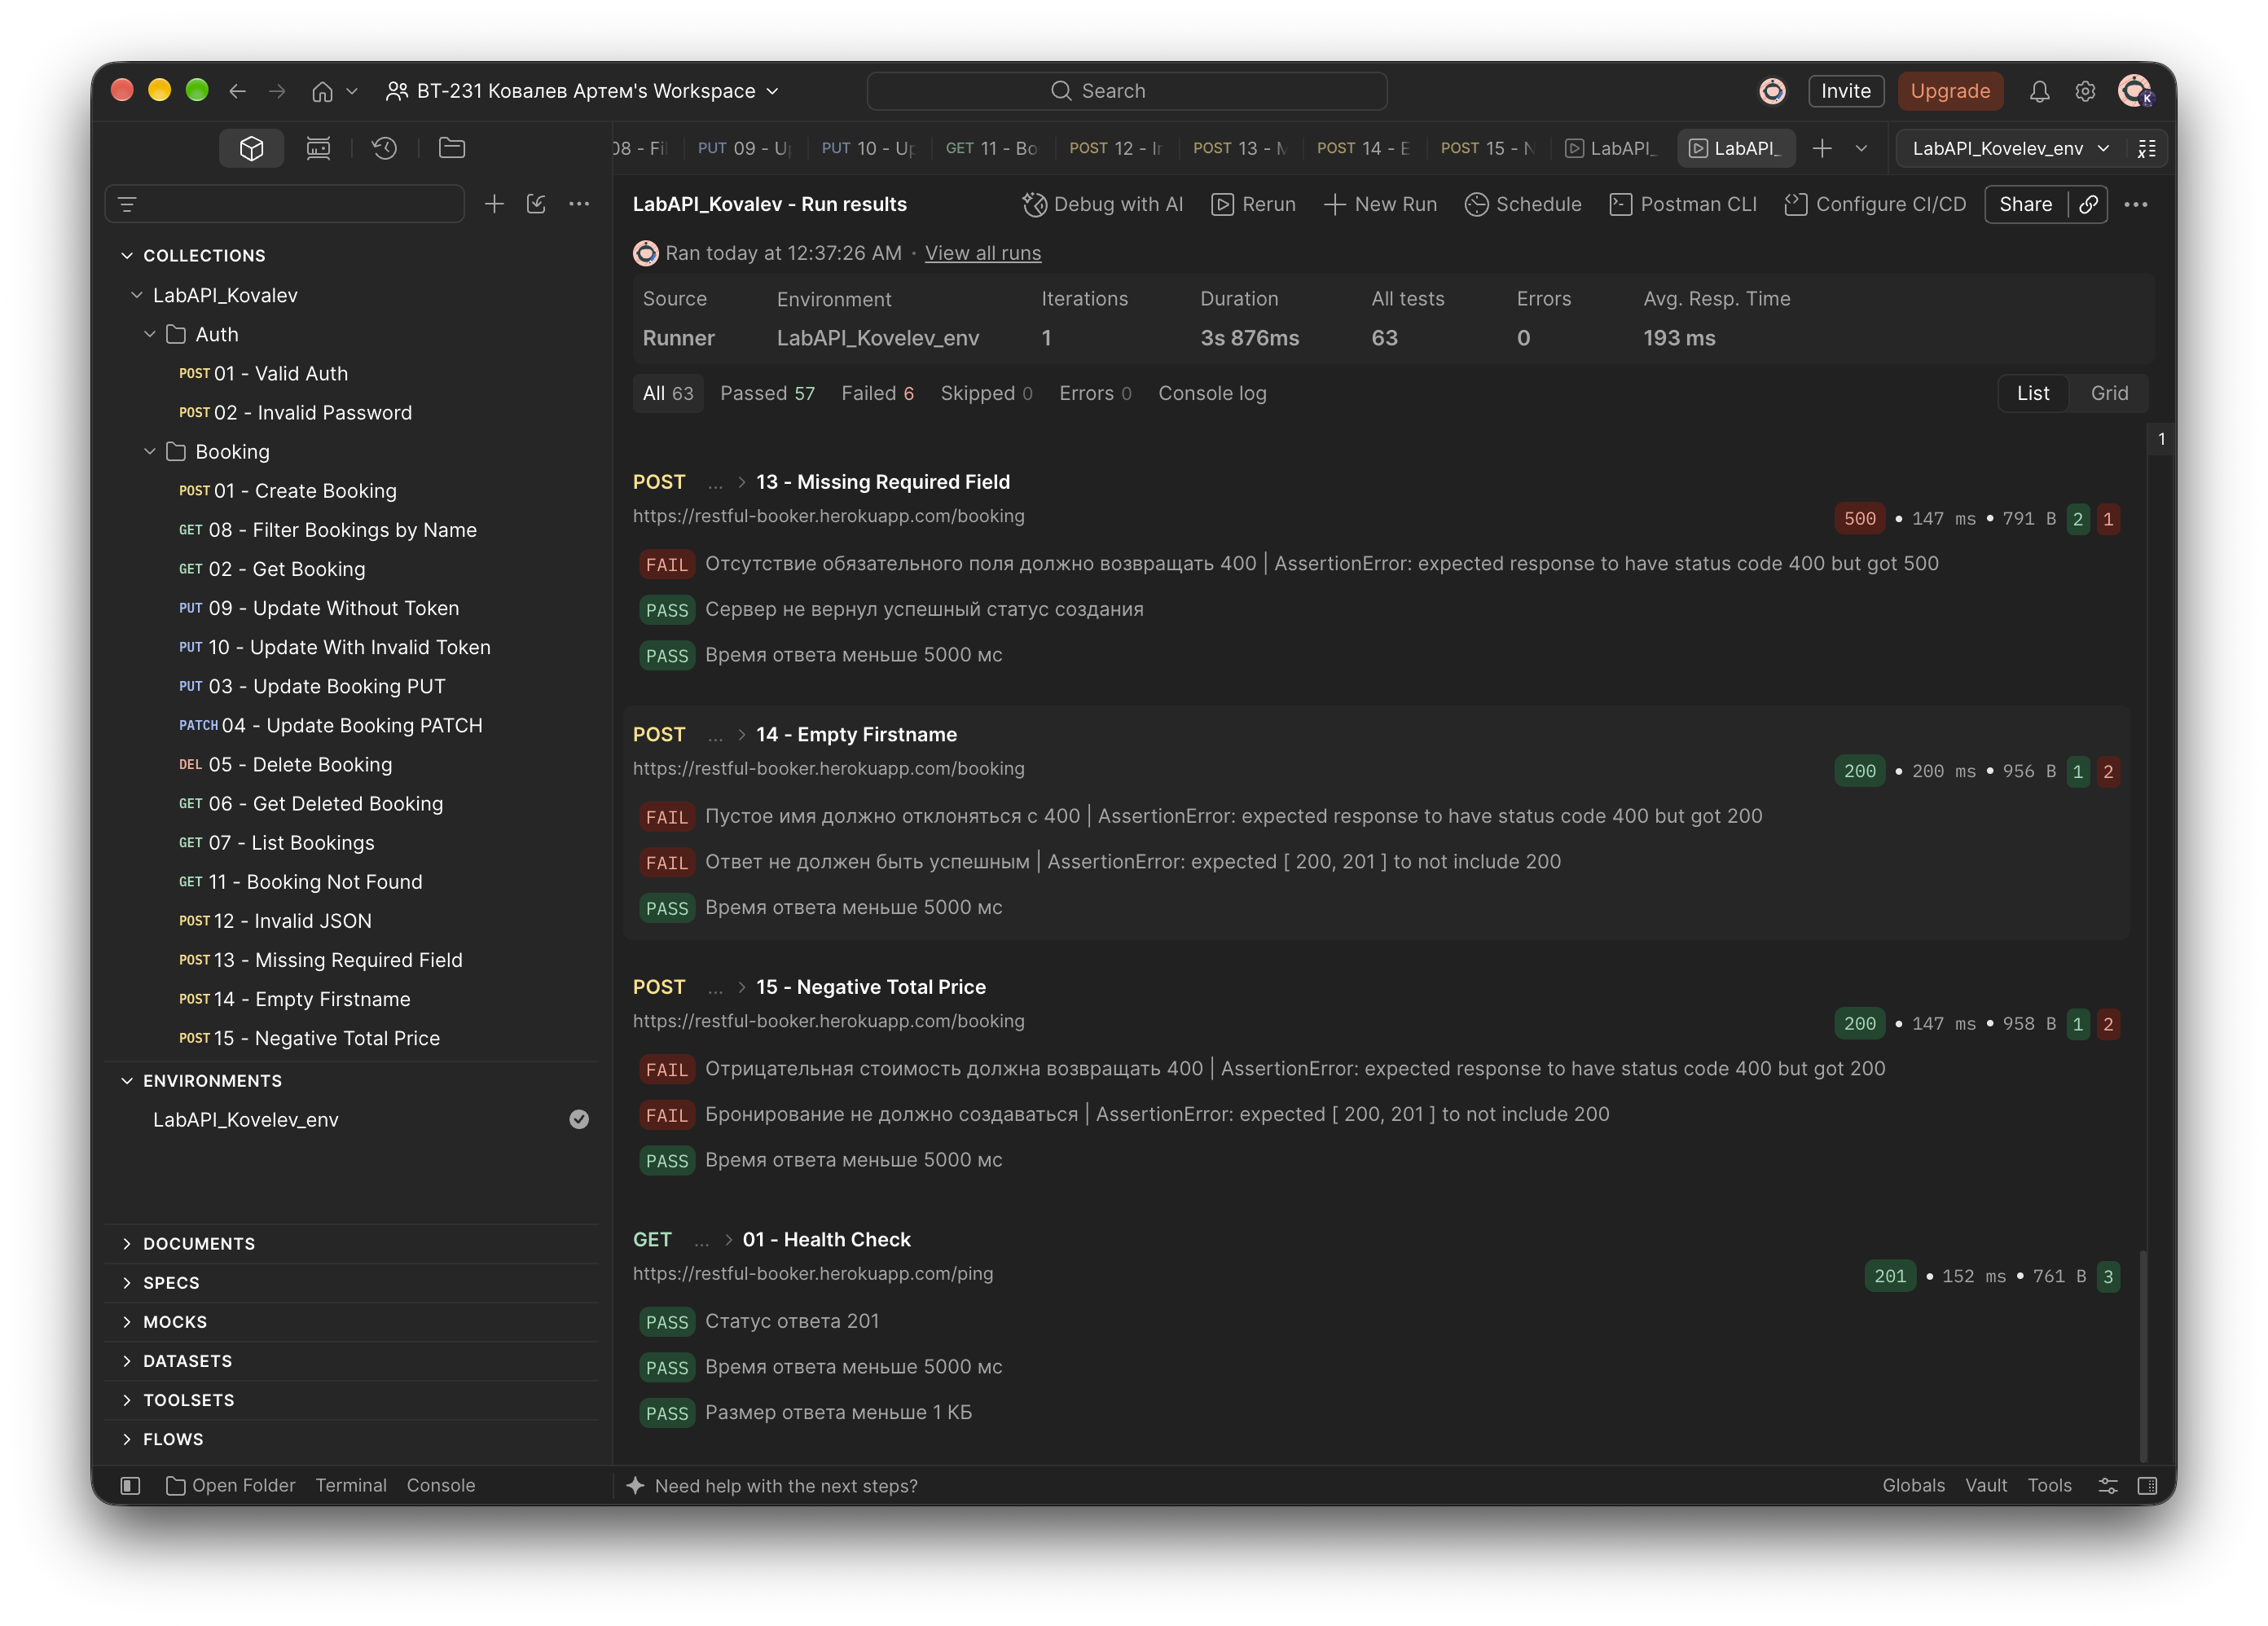 BT-231 Ковалев Артем's Workspace
Search
Invite
Upgrade
K
08 - Fil
PUT 09 - U
PUT 10 - Up
GET 11 - Bo
POST 12 - I
POST 13 - M
POST 14 - E
POST 15 - N
LabAPI_
LabAPI_
LabAPI_Kovelev_env
COLLECTIONS
LabAPI_Kovalev
Auth
POST 01 - Valid Auth
POST 02 - Invalid Password
Booking
POST 01 - Create Booking
GET 08 - Filter Bookings by Name
GET 02 - Get Booking
PUT 09 - Update Without Token
PUT 10 - Update With Invalid Token
PUT 03 - Update Booking PUT
PATCH 04 - Update Booking PATCH
DEL 05 - Delete Booking
GET 06 - Get Deleted Booking
GET 07 - List Bookings
GET 11 - Booking Not Found
POST 12 - Invalid JSON
POST 13 - Missing Required Field
POST 14 - Empty Firstname
POST 15 - Negative Total Price
ENVIRONMENTS
LabAPI_Kovelev_env
DOCUMENTS
SPECS
MOCKS
DATASETS
TOOLSETS
FLOWS
LabAPI_Kovalev - Run results
Debug with AI
Rerun
New Run
Schedule
Postman CLI
Configure CI/CD
Share
Ran today at 12:37:26 AM · View all runs
Source Environment Iterations Duration All tests Errors Avg. Resp. Time
Runner LabAPI_Kovelev_env 1 3s 876ms 63 0 193 ms
All 63 Passed 57 Failed 6 Skipped 0 Errors 0 Console log
List Grid
1
POST ... > 13 - Missing Required Field
https://restful-booker.herokuapp.com/booking
500 • 147 ms • 791 B 2 1
FAIL Отсутствие обязательного поля должно возвращать 400 | AssertionError: expected response to have status code 400 but got 500
PASS Сервер не вернул успешный статус создания
PASS Время ответа меньше 5000 мс
POST ... > 14 - Empty Firstname
https://restful-booker.herokuapp.com/booking
200 • 200 ms • 956 B 1 2
FAIL Пустое имя должно отклоняться с 400 | AssertionError: expected response to have status code 400 but got 200
FAIL Ответ не должен быть успешным | AssertionError: expected [ 200, 201 ] to not include 200
PASS Время ответа меньше 5000 мс
POST ... > 15 - Negative Total Price
https://restful-booker.herokuapp.com/booking
200 • 147 ms • 958 B 1 2
FAIL Отрицательная стоимость должна возвращать 400 | AssertionError: expected response to have status code 400 but got 200
FAIL Бронирование не должно создаваться | AssertionError: expected [ 200, 201 ] to not include 200
PASS Время ответа меньше 5000 мс
GET ... > 01 - Health Check
https://restful-booker.herokuapp.com/ping
201 • 152 ms • 761 B 3
PASS Статус ответа 201
PASS Время ответа меньше 5000 мс
PASS Размер ответа меньше 1 КБ
Open Folder Terminal Console
Need help with the next steps?
Globals Vault Tools